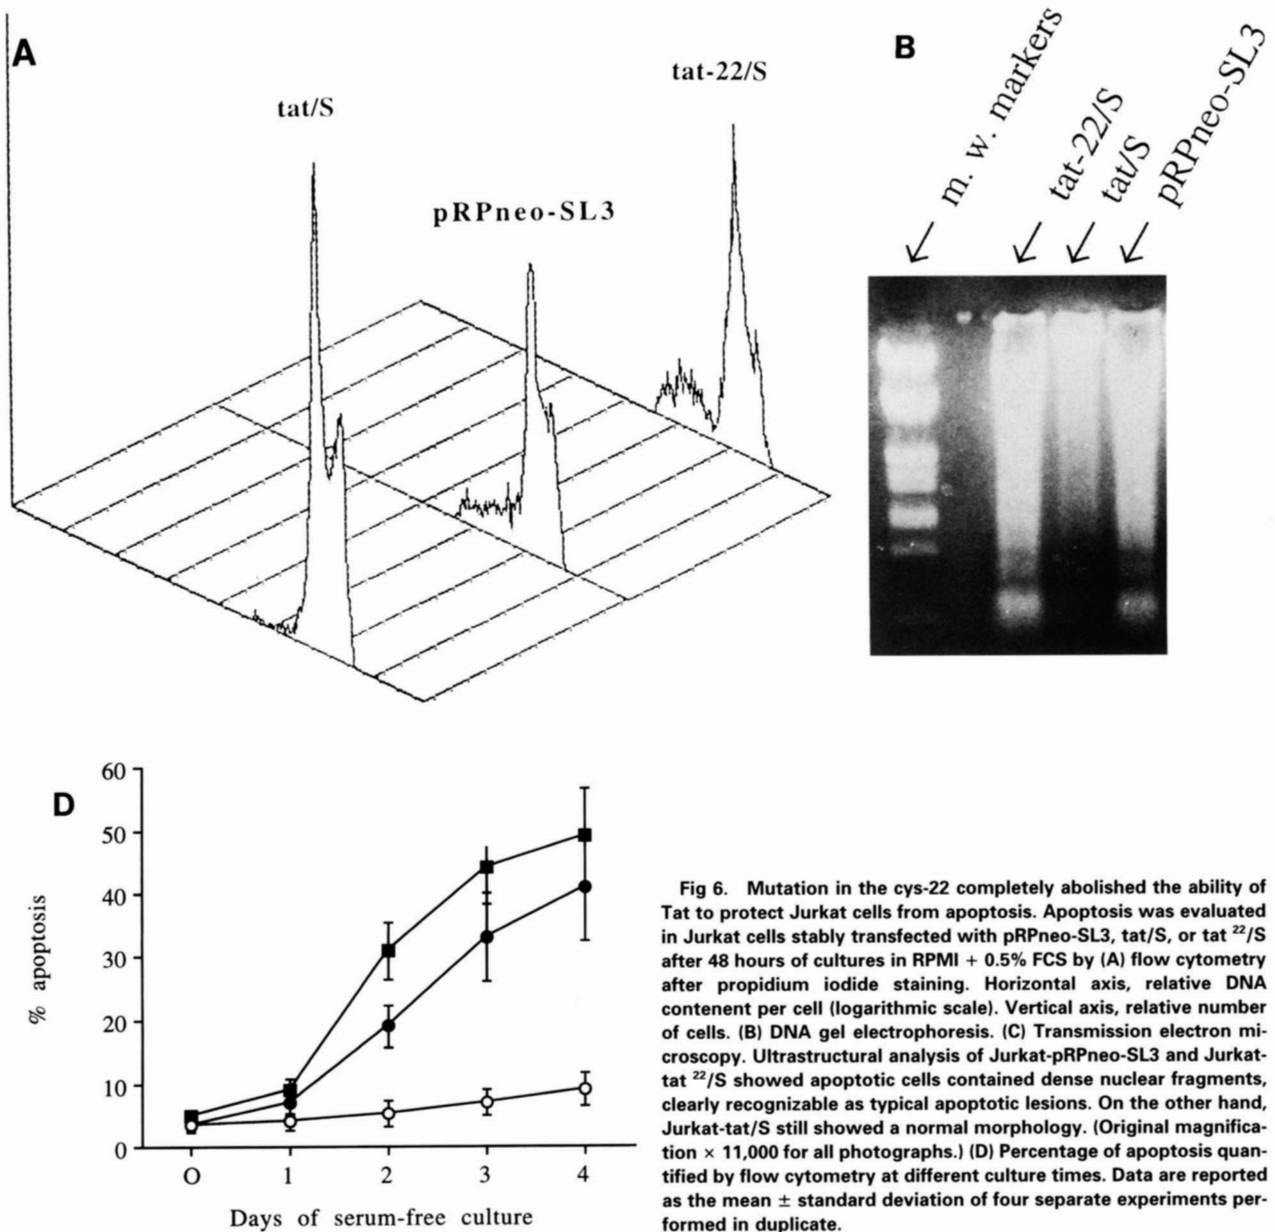 A
tat/S
pRPneo-SL3
tat-22/S
B
m. w. markers
tat-22/S
tat/S
pRPneo-SL3
D
60
50
40
30
20
10
0
% apoptosis
O 1 2 3 4
Days of serum-free culture
Fig 6. Mutation in the cys-22 completely abolished the ability of
Tat to protect Jurkat cells from apoptosis. Apoptosis was evaluated
in Jurkat cells stably transfected with pRPneo-SL3, tat/S, or tat ²²/S
after 48 hours of cultures in RPMI + 0.5% FCS by (A) flow cytometry
after propidium iodide staining. Horizontal axis, relative DNA
contenent per cell (logarithmic scale). Vertical axis, relative number
of cells. (B) DNA gel electrophoresis. (C) Transmission electron mi-
croscopy. Ultrastructural analysis of Jurkat-pRPneo-SL3 and Jurkat-
tat ²²/S showed apoptotic cells contained dense nuclear fragments,
clearly recognizable as typical apoptotic lesions. On the other hand,
Jurkat-tat/S still showed a normal morphology. (Original magnifica-
tion × 11,000 for all photographs.) (D) Percentage of apoptosis quan-
tified by flow cytometry at different culture times. Data are reported
as the mean ± standard deviation of four separate experiments per-
formed in duplicate.